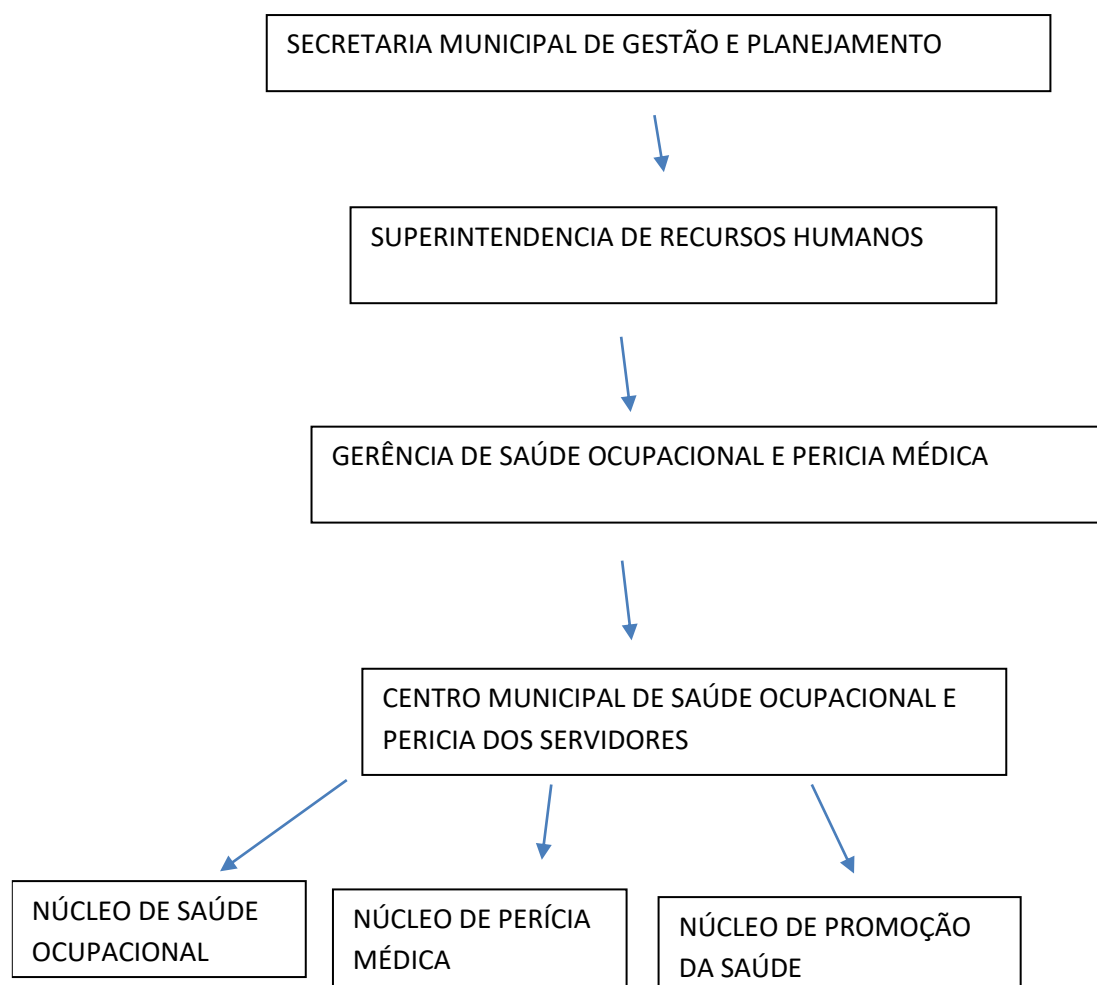 SECRETARIA MUNICIPAL DE GESTÃO E PLANEJAMENTO
SUPERINTENDENCIA DE RECURSOS HUMANOS
GERÊNCIA DE SAÚDE OCUPACIONAL E PERICIA MÉDICA
CENTRO MUNICIPAL DE SAÚDE OCUPACIONAL E
PERICIA DOS SERVIDORES
NÚCLEO DE SAÚDE
OCUPACIONAL
NÚCLEO DE PERÍCIA
MÉDICA
NÚCLEO DE PROMOÇÃO
DA SAÚDE